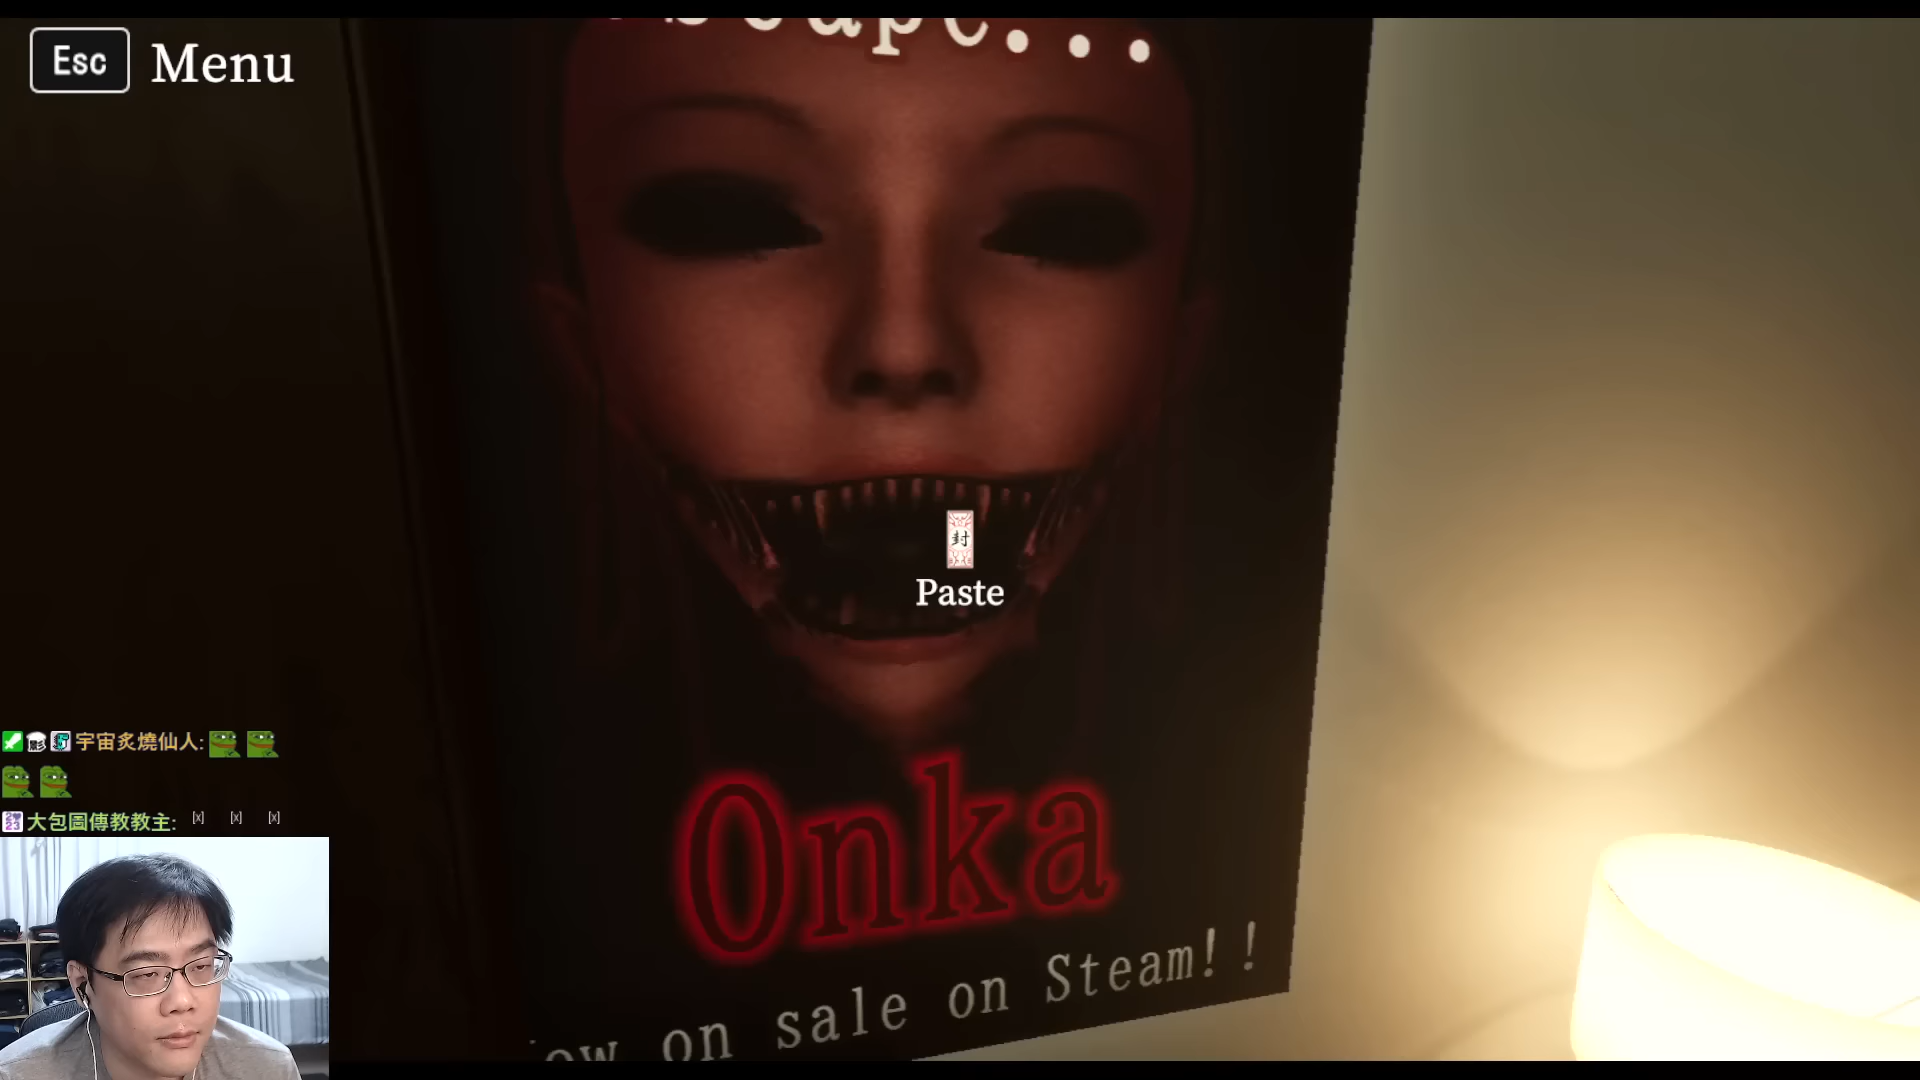 Esc Menu
封
Paste
宇宙炙燒仙人:
大包圖傳教教主: [x] [x] [x]
Onka
on sale on Steam!!